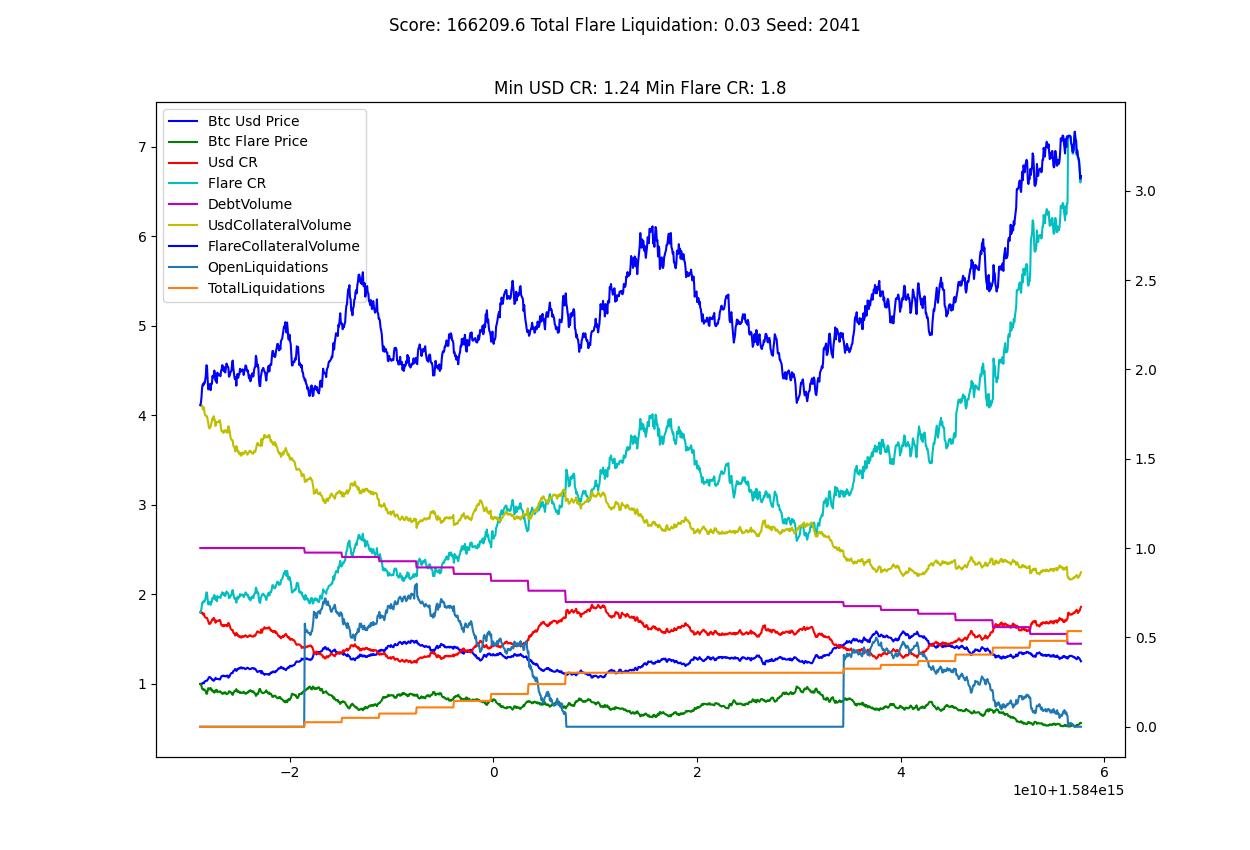 Score: 166209.6 Total Flare Liquidation: 0.03 Seed: 2041
Min USD CR: 1.24 Min Flare CR: 1.8
Btc Usd Price
Btc Flare Price
Usd CR
Flare CR
DebtVolume
UsdCollateralVolume
FlareCollateralVolume
OpenLiquidations
TotalLiquidations
7
6
5
4
3
2
1
3.0
2.5
2.0
1.5
1.0
0.5
0.0
−2 0 2 4 6
1e10+1.584e15